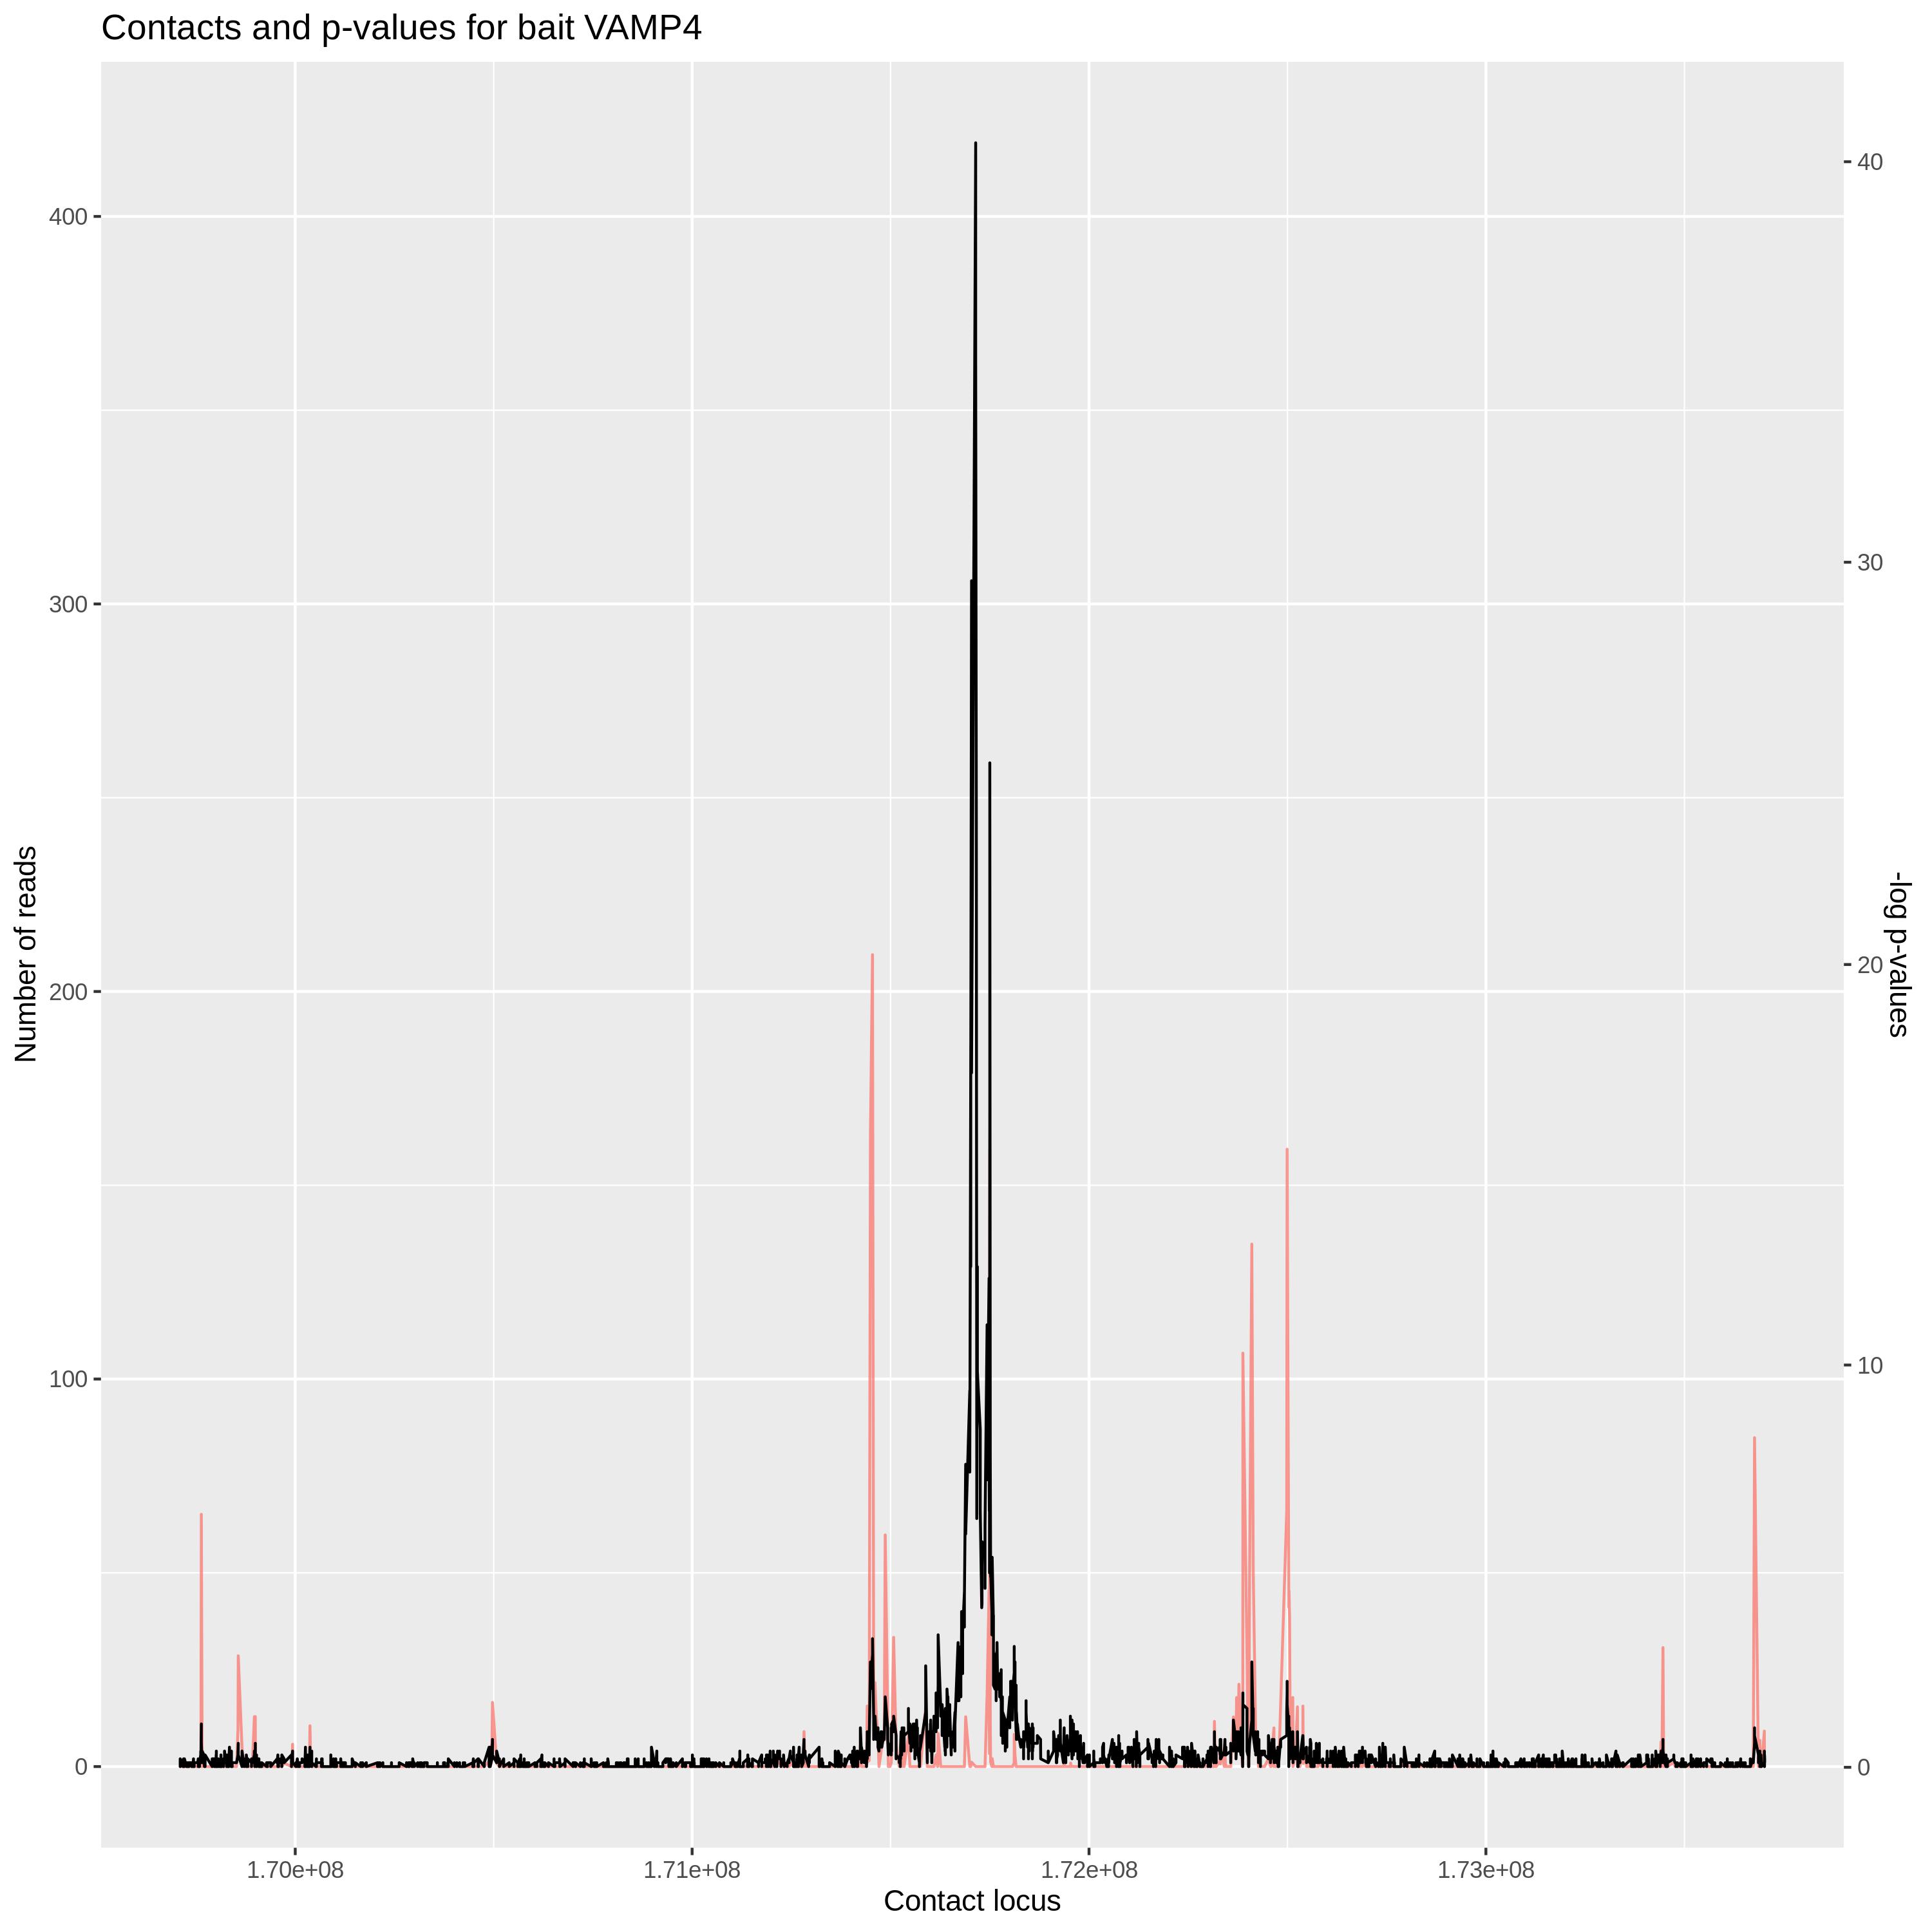 Contacts and p-values for bait VAMP4
400
300
200
100
0
Number of reads
40
30
20
10
0
-log p-values
1.70e+08
1.71e+08
1.72e+08
1.73e+08
Contact locus